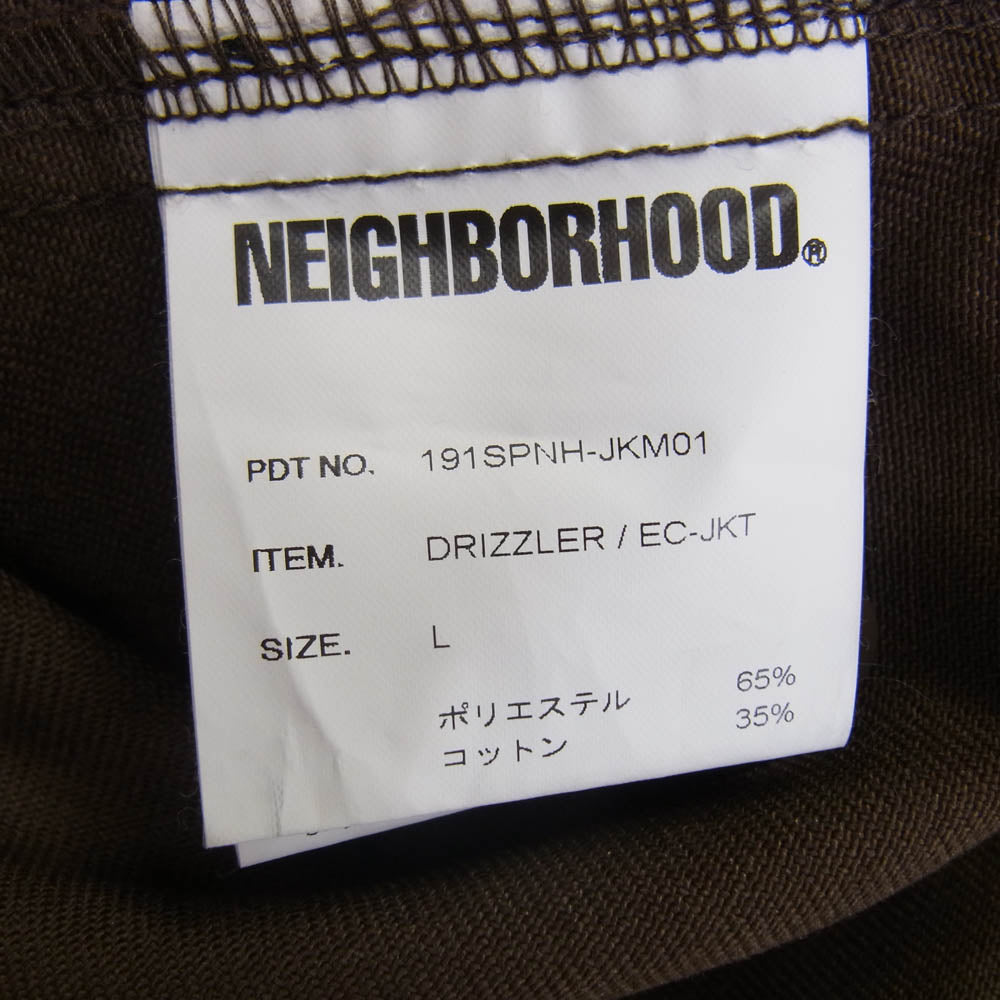 NEIGHBORHOOD®
PDT NO. 191SPNH-JKM01
ITEM. DRIZZLER / EC-JKT
SIZE. L
ポリエステル 65%
コットン 35%